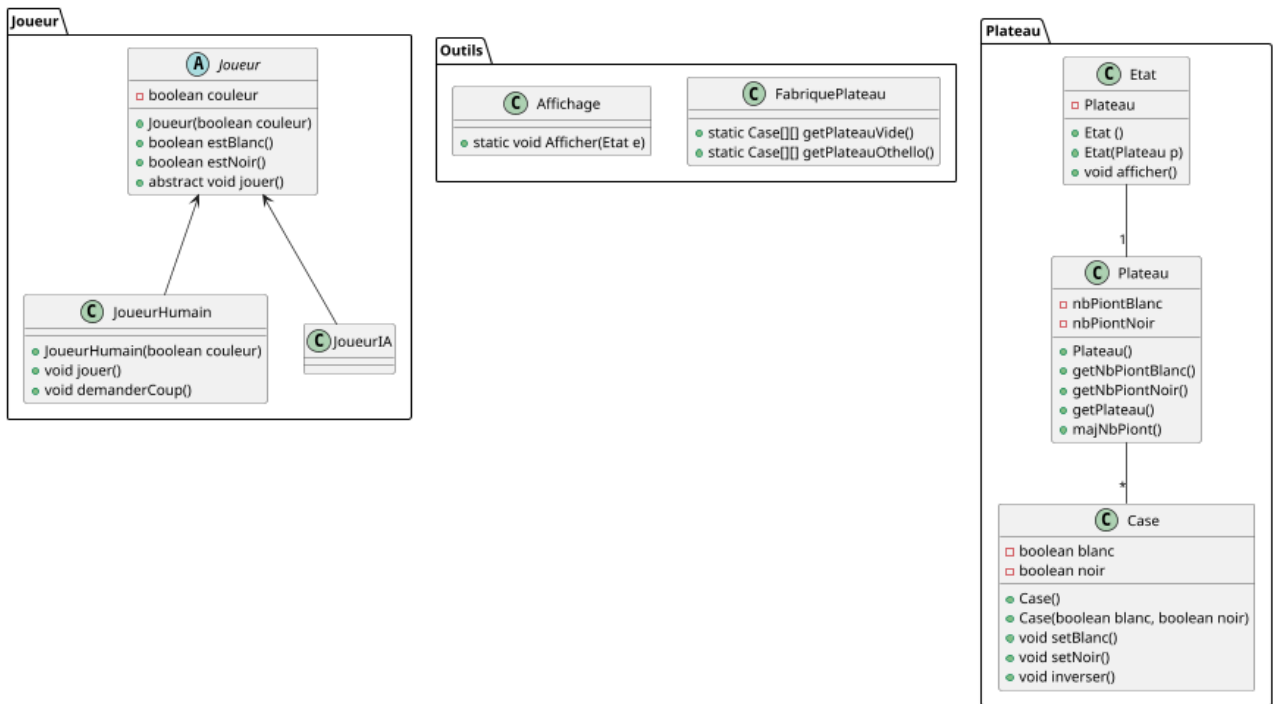 Joueur
A Joueur
boolean couleur
Joueur(boolean couleur)
boolean estBlanc()
boolean estNoir()
abstract void jouer()
C JoueurHumain
JoueurHumain(boolean couleur)
void jouer()
void demanderCoup()
C JoueurIA
Outils
C Affichage
static void Afficher(Etat e)
C FabriquePlateau
static Case[][] getPlateauVide()
static Case[][] getPlateauOthello()
Plateau
C Etat
Plateau
Etat ()
Etat(Plateau p)
void afficher()
1
C Plateau
nbPiontBlanc
nbPiontNoir
Plateau()
getNbPiontBlanc()
getNbPiontNoir()
getPlateau()
majNbPiont()
*
C Case
boolean blanc
boolean noir
Case()
Case(boolean blanc, boolean noir)
void setBlanc()
void setNoir()
void inverser()